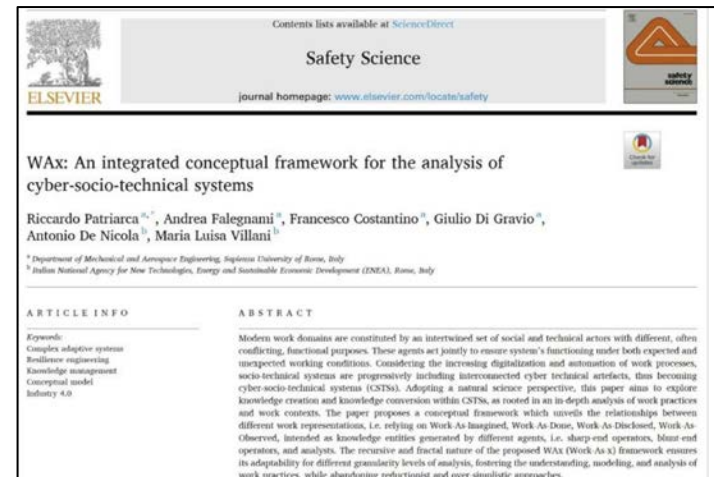 Contents lists available at ScienceDirect
Safety Science
journal homepage: www.elsevier.com/locate/safety
ELSEVIER
safety
science
Check for
updates
WAx: An integrated conceptual framework for the analysis of
cyber-socio-technical systems
Riccardo Patriarca a,*, Andrea Falegnami a, Francesco Costantino a, Giulio Di Gravio a,
Antonio De Nicola b, Maria Luisa Villani b
a Department of Mechanical and Aerospace Engineering, Sapienza University of Rome, Italy
b Italian National Agency for New Technologies, Energy and Sustainable Economic Development (ENEA), Rome, Italy
ARTICLE INFO
Keywords:
Complex adaptive systems
Resilience engineering
Knowledge management
Conceptual model
Industry 4.0
ABSTRACT
Modern work domains are constituted by an intertwined set of social and technical actors with different, often
conflicting, functional purposes. These agents act jointly to ensure system's functioning under both expected and
unexpected working conditions. Considering the increasing digitalization and automation of work processes,
socio-technical systems are progressively including interconnected cyber technical artefacts, thus becoming
cyber-socio-technical systems (CSTSs). Adopting a natural science perspective, this paper aims to explore
knowledge creation and knowledge conversion within CSTSs, as rooted in an in-depth analysis of work practices
and work contexts. The paper proposes a conceptual framework which unveils the relationships between
different work representations, i.e. relying on Work-As-Imagined, Work-As-Done, Work-As-Disclosed, Work-As-
Observed, intended as knowledge entities generated by different agents, i.e. sharp-end operators, blunt-end
operators, and analysts. The recursive and fractal nature of the proposed WAx (Work-As-x) framework ensures
its adaptability for different granularity levels of analysis, fostering the understanding, modeling, and analysis of
work practices, while abandoning reductionist and over-simplistic approaches.